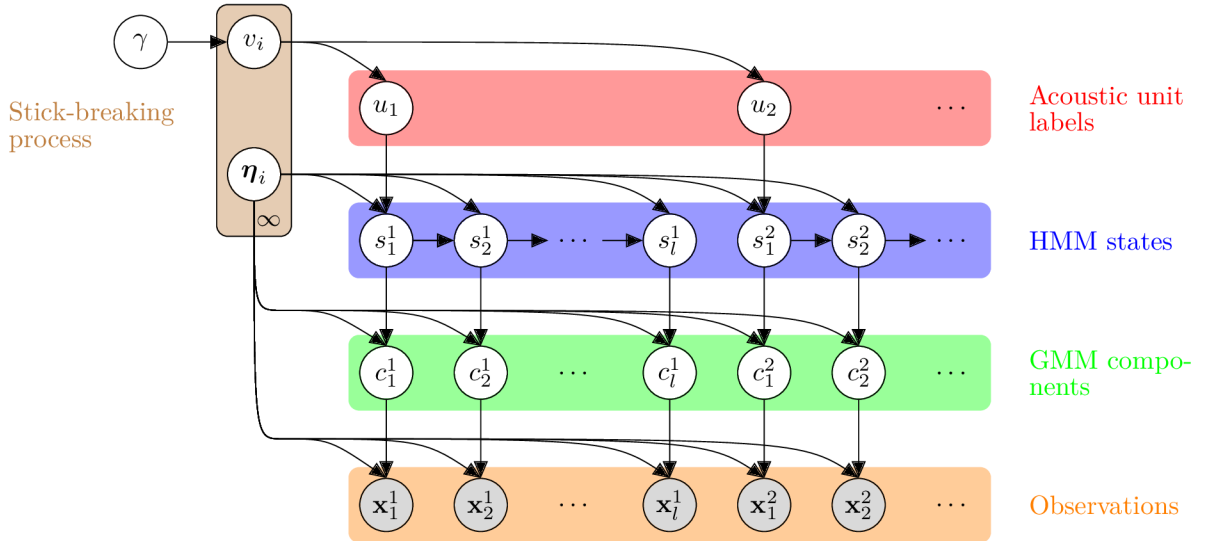 γ v_i
Stick-breaking
process
u_1 u_2 ⋯
Acoustic unit
labels
η_i
∞
s_1^1 s_2^1 ⋯ s_l^1 s_1^2 s_2^2 ⋯
HMM states
c_1^1 c_2^1 ⋯ c_l^1 c_1^2 c_2^2 ⋯
GMM compo-
nents
x_1^1 x_2^1 ⋯ x_l^1 x_1^2 x_2^2 ⋯
Observations